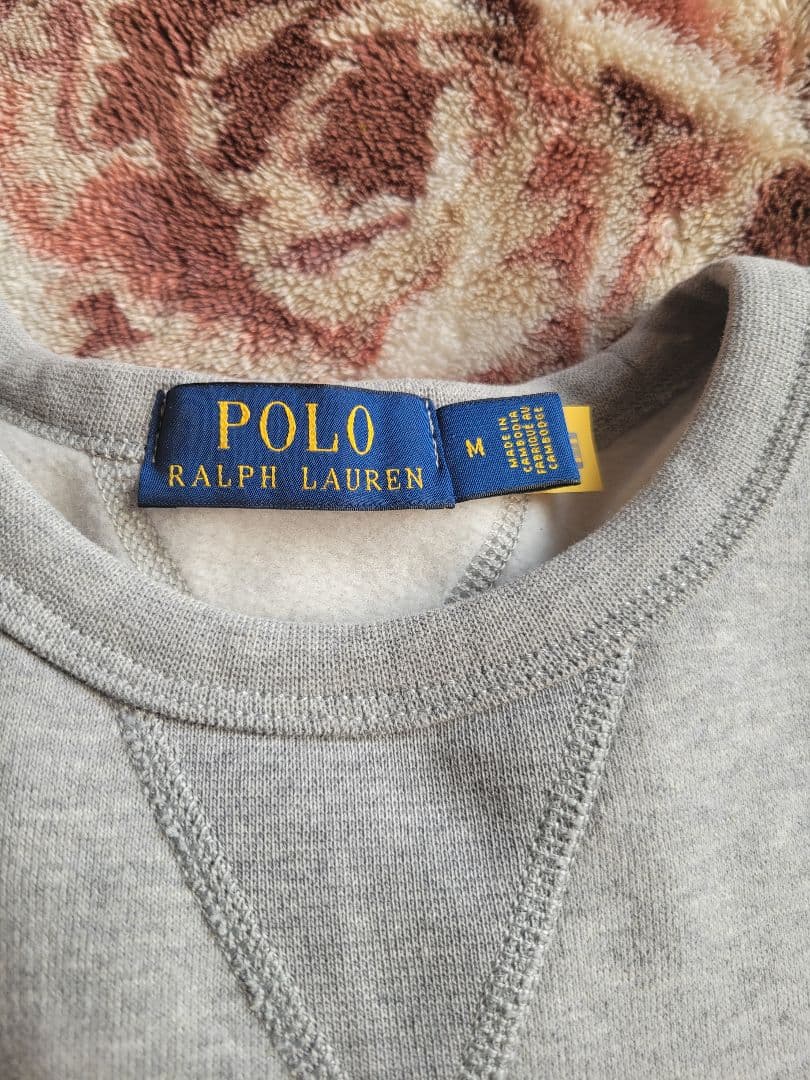 POLO
RALPH LAUREN
M
MADE IN
CAMBODIA
FABRIQUÉ AU
CAMBODGE